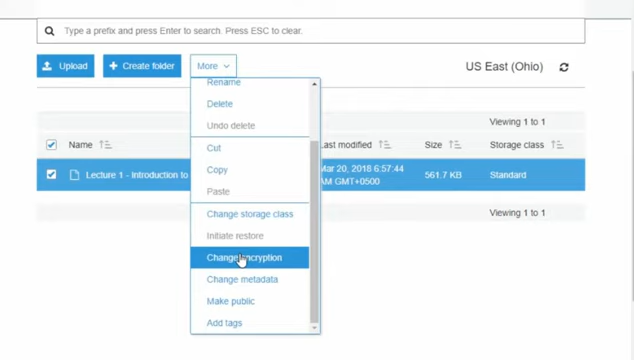 Type a prefix and press Enter to search. Press ESC to clear.
Upload
Create folder
More
US East (Ohio)
Rename
Delete
Undo delete
Cut
Copy
Paste
Change storage class
Initiate restore
Change encryption
Change metadata
Make public
Add tags
Viewing 1 to 1
Name
Last modified
Size
Storage class
Lecture 1 - Introduction to
Mar 20, 2018 6:57:44
AM GMT+0500
561.7 KB
Standard
Viewing 1 to 1